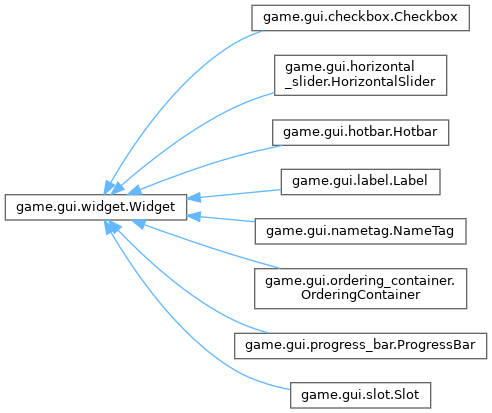 game.gui.checkbox.Checkbox
game.gui.horizontal
_slider.HorizontalSlider
game.gui.hotbar.Hotbar
game.gui.label.Label
game.gui.widget.Widget
game.gui.nametag.NameTag
game.gui.ordering_container.
OrderingContainer
game.gui.progress_bar.ProgressBar
game.gui.slot.Slot